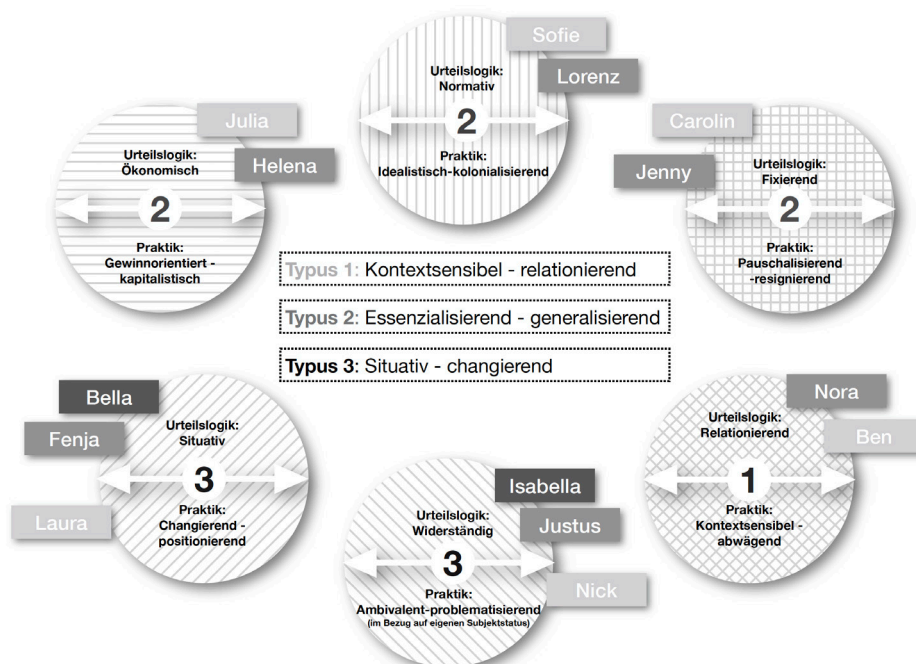 Sofie
Lorenz
Urteilslogik:
Normativ
2
Praktik:
Idealistisch-kolonialisierend
Julia
Helena
Urteilslogik:
Ökonomisch
2
Praktik:
Gewinnorientiert -
kapitalistisch
Carolin
Jenny
Urteilslogik:
Fixierend
2
Praktik:
Pauschalisierend
-resignierend
Typus 1: Kontextsensibel - relationierend
Typus 2: Essenzialisierend - generalisierend
Typus 3: Situativ - changierend
Bella
Fenja
Laura
Urteilslogik:
Situativ
3
Praktik:
Changierend -
positionierend
Isabella
Justus
Nick
Urteilslogik:
Widerständig
3
Praktik:
Ambivalent-problematisierend
(im Bezug auf eigenen Subjektstatus)
Nora
Ben
Urteilslogik:
Relationierend
1
Praktik:
Kontextsensibel -
abwägend